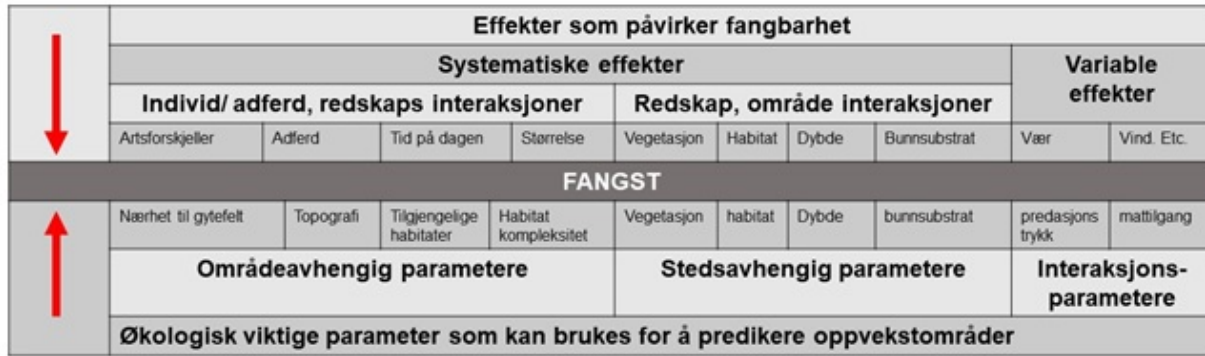 Effekter som påvirker fangbarhet
Systematiske effekter
Variable
effekter
Individ/ adferd, redskaps interaksjoner
Redskap, område interaksjoner
Artsforskjeller
Adferd
Tid på dagen
Størrelse
Vegetasjon
Habitat
Dybde
Bunnsubstrat
Vær
Vind. Etc.
FANGST
Nærhet til gytefelt
Topografi
Tilgjengelige
habitater
Habitat
kompleksitet
Vegetasjon
habitat
Dybde
bunnsubstrat
predasjons
trykk
mattilgang
Områdeavhengig parametere
Stedsavhengig parametere
Interaksjons-
parametere
Økologisk viktige parameter som kan brukes for å predikere oppvekstområder